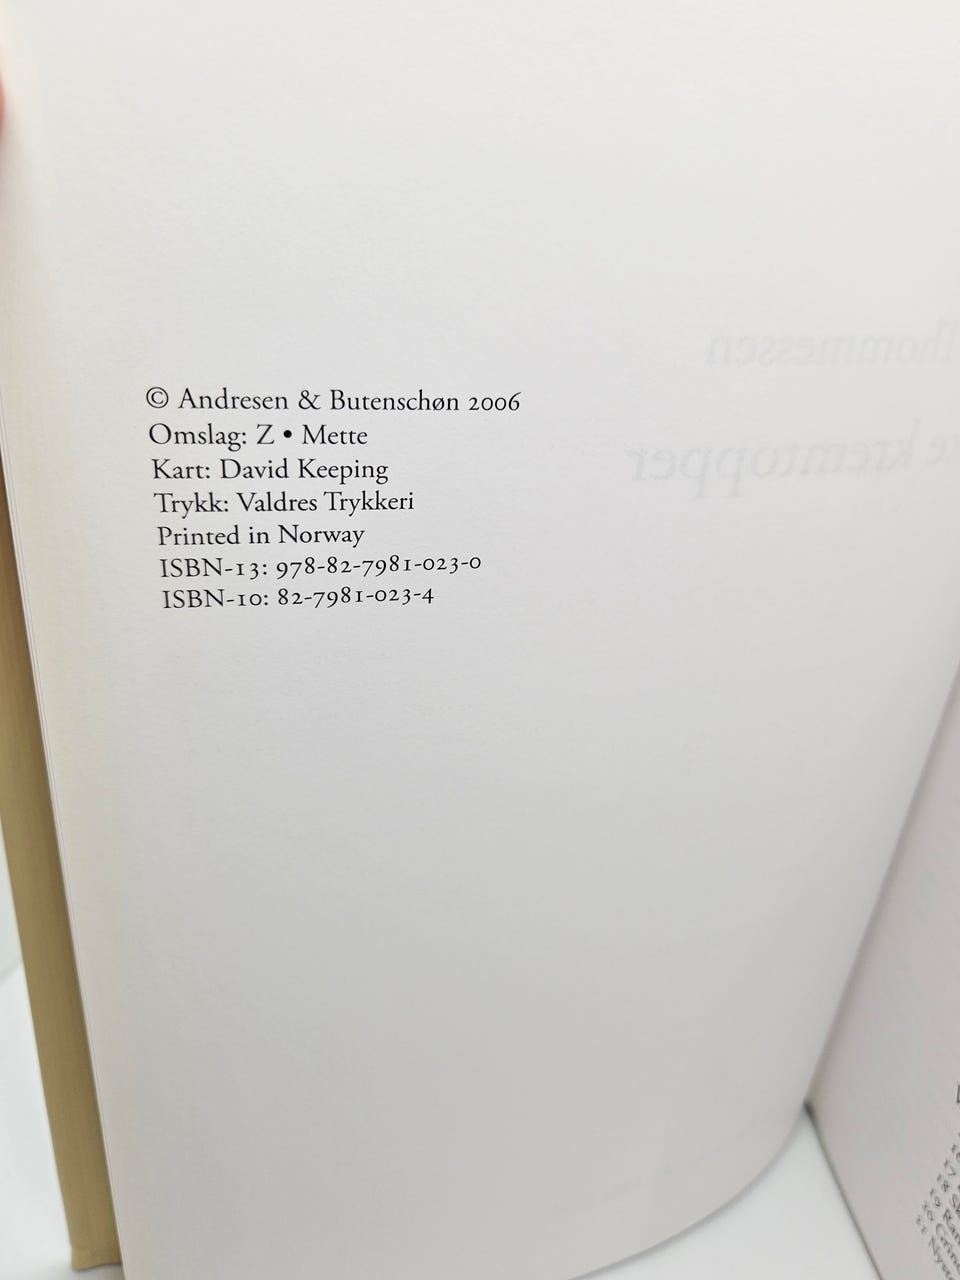 © Andresen & Butenschøn 2006
Omslag: Z • Mette
Kart: David Keeping
Trykk: Valdres Trykkeri
Printed in Norway
ISBN-13: 978-82-7981-023-0
ISBN-10: 82-7981-023-4